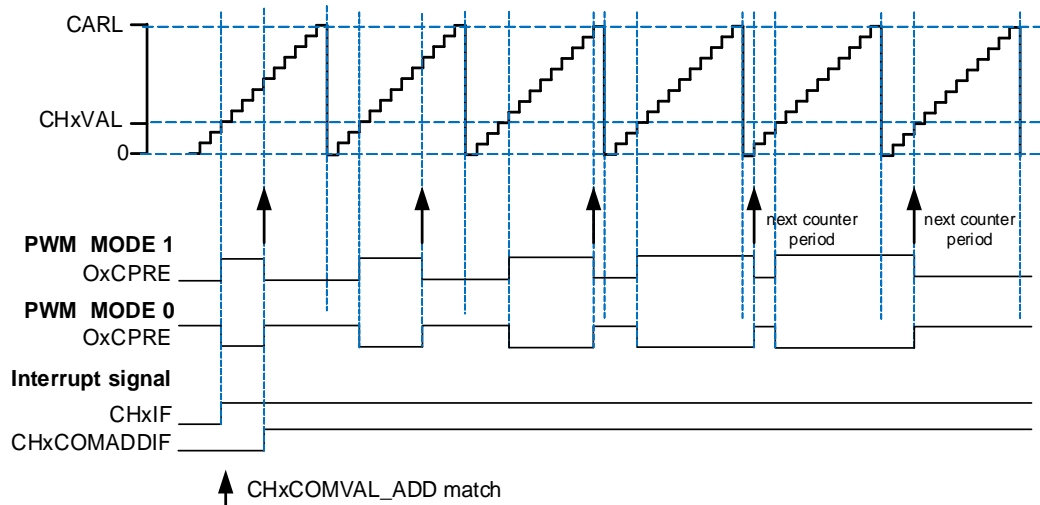 CARL
CHxVAL
0
next counter
period
next counter
period
PWM MODE 1
OxCPRE
PWM MODE 0
OxCPRE
Interrupt signal
CHxIF
CHxCOMADDIF
CHxCOMVAL_ADD match